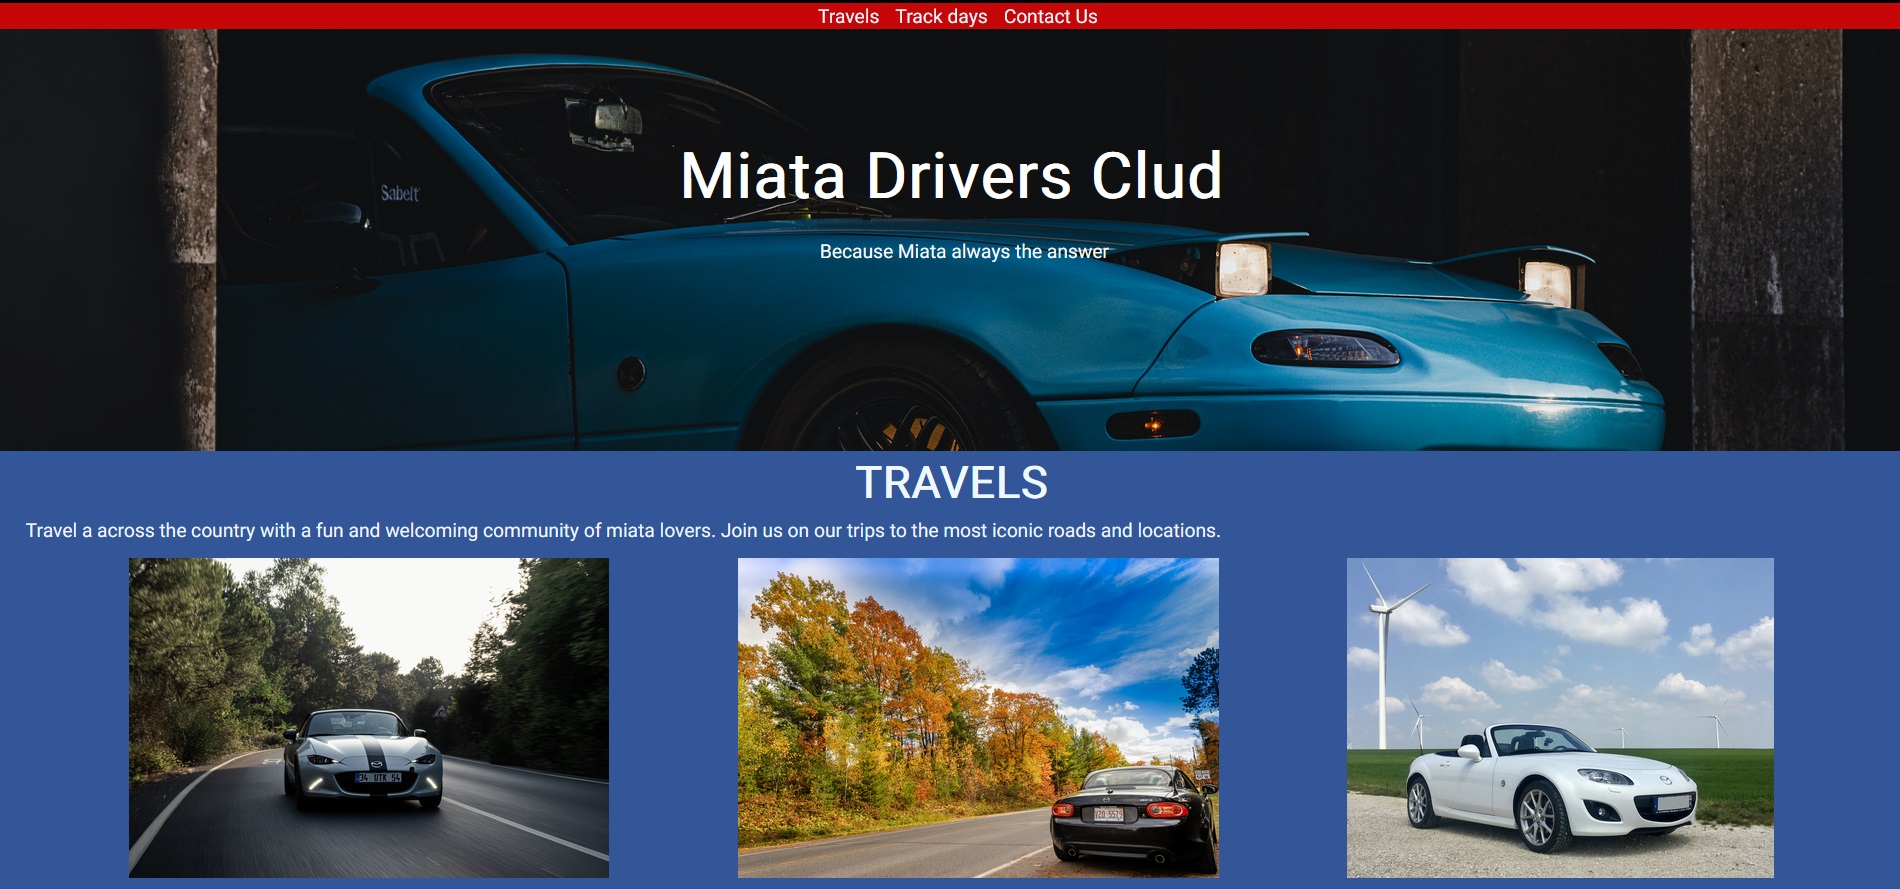 Travels Track days Contact Us
Sabelt
Miata Drivers Clud
Because Miata always the answer
TRAVELS
Travel a across the country with a fun and welcoming community of miata lovers. Join us on our trips to the most iconic roads and locations.
34 UTK 54